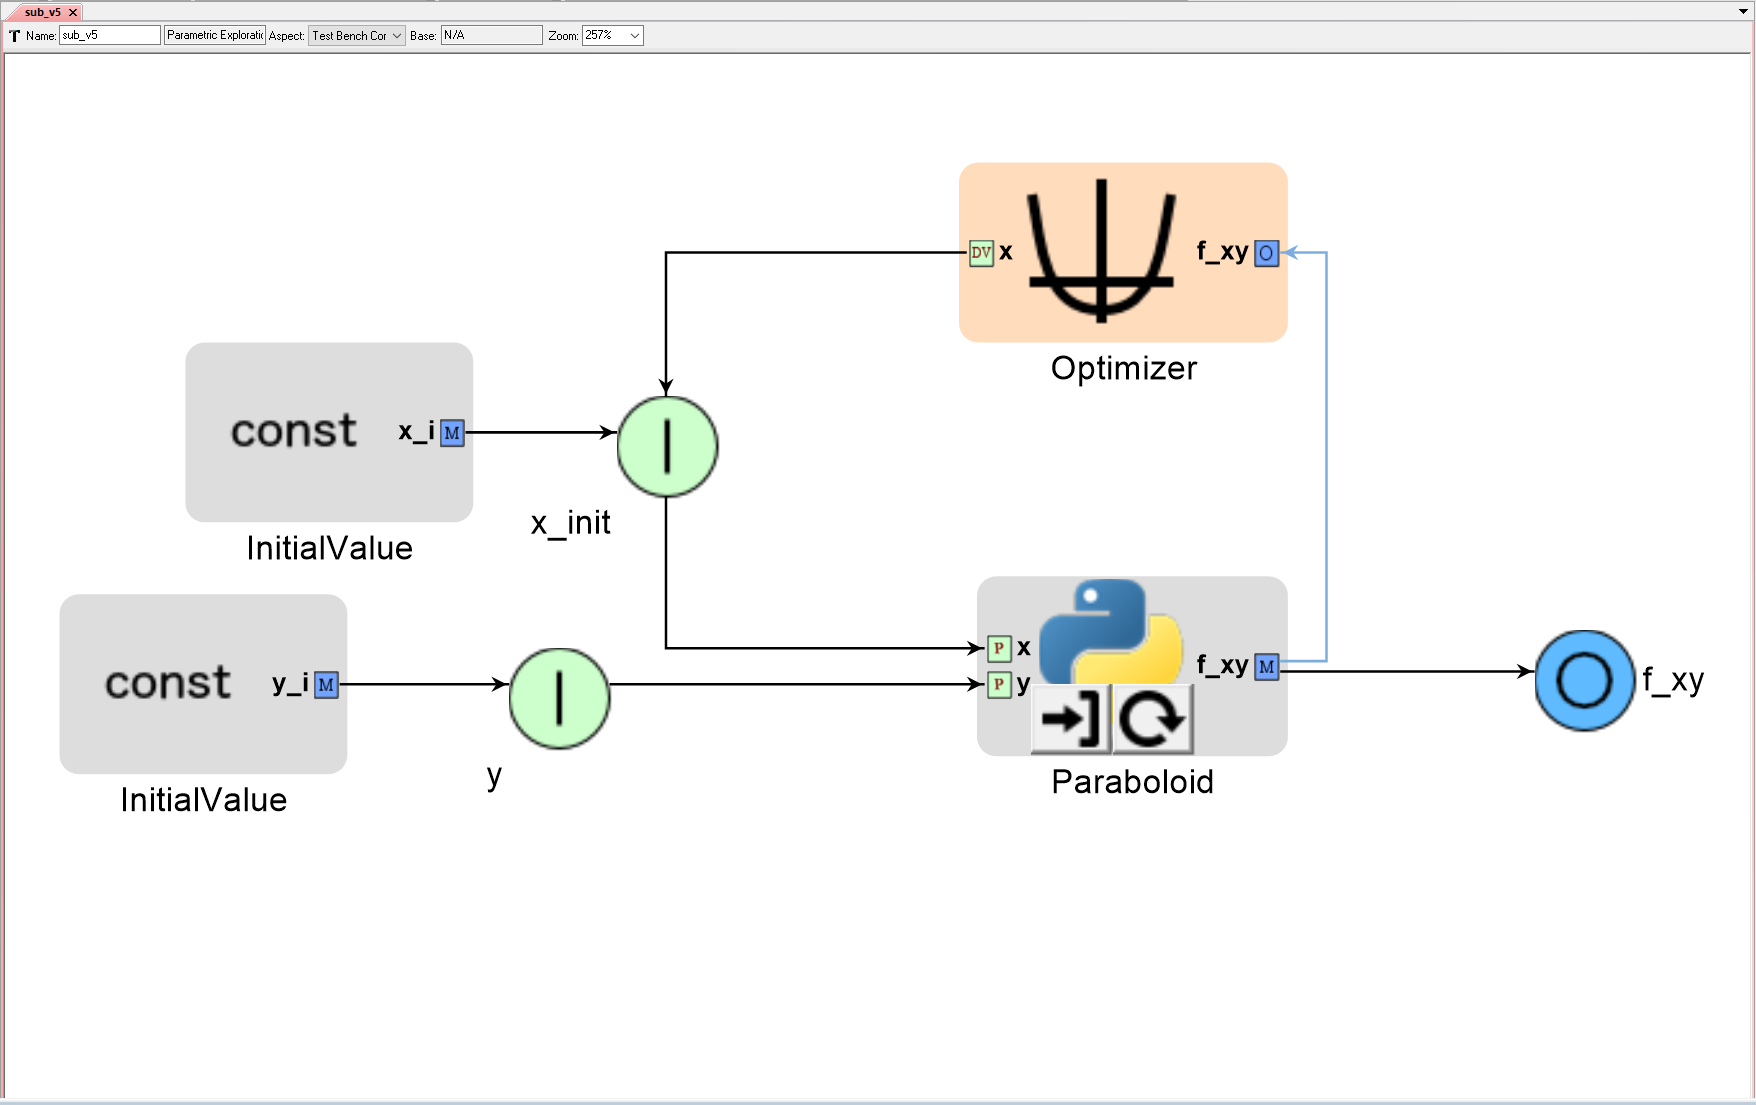 sub_v5
Name: sub_v5 Parametric Exploratic Aspect: Test Bench Cor Base: N/A Zoom: 257%
DV x f_xy O
Optimizer
const x_i M
x_init
InitialValue
const y_i M
y
InitialValue
P x
P y
f_xy M
Paraboloid
f_xy